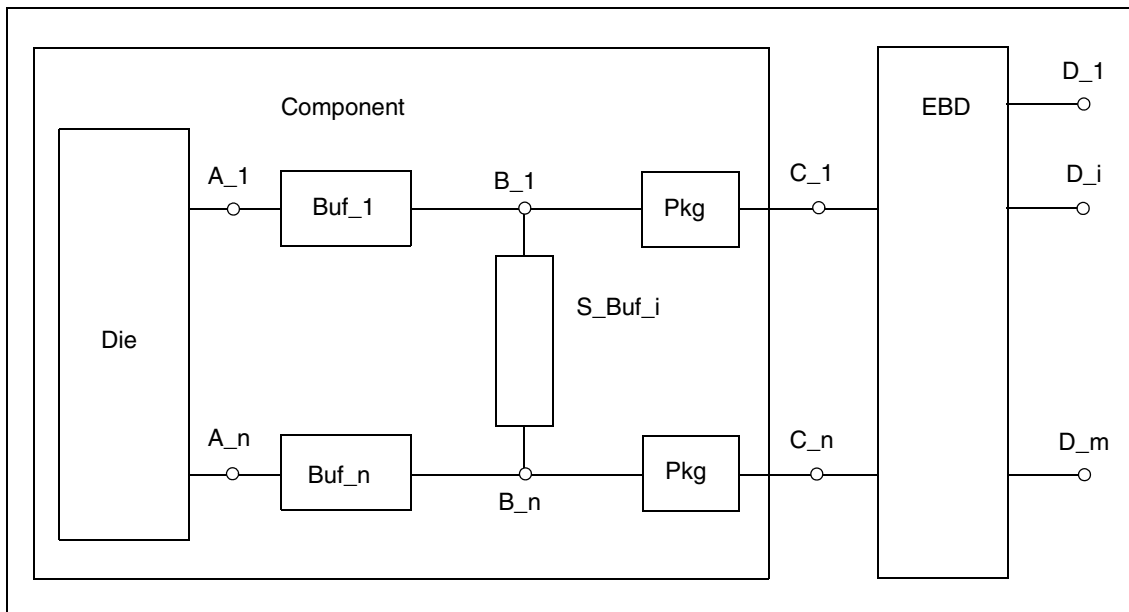 D_1
Component
EBD
A_1
B_1
C_1
D_i
Buf_1
Pkg
S_Buf_i
Die
A_n
C_n
D_m
Buf_n
Pkg
B_n